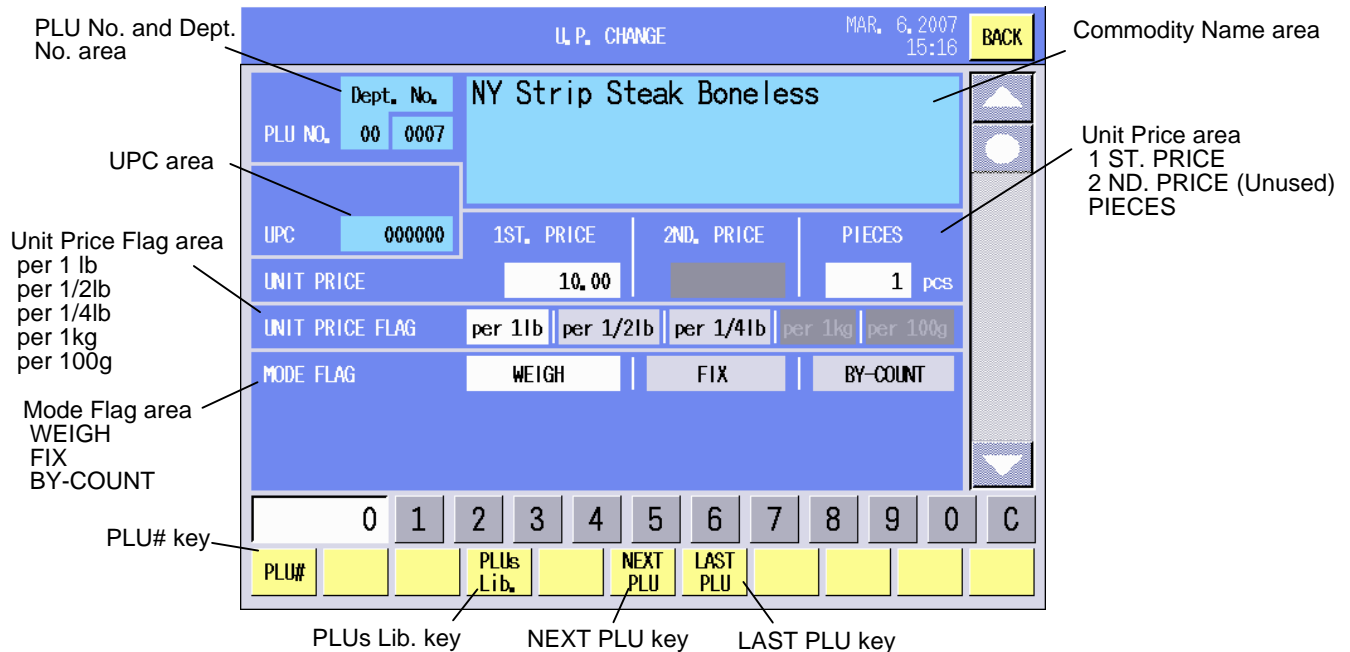 PLU No. and Dept.
No. area
U.P. CHANGE
MAR. 6.2007
15:16
BACK
Commodity Name area
Dept. No.
NY Strip Steak Boneless
PLU NO. 00 0007
UPC area
Unit Price area
1 ST. PRICE
2 ND. PRICE (Unused)
PIECES
UPC 000000
1ST. PRICE 2ND. PRICE PIECES
Unit Price Flag area
per 1 lb
per 1/2lb
per 1/4lb
per 1kg
per 100g
UNIT PRICE 10.00 1 pcs
UNIT PRICE FLAG per 1lb per 1/2lb per 1/4lb per 1kg per 100g
MODE FLAG WEIGH FIX BY-COUNT
Mode Flag area
WEIGH
FIX
BY-COUNT
0 1 2 3 4 5 6 7 8 9 0 C
PLU# key
PLU#
PLUs
Lib.
NEXT
PLU
LAST
PLU
PLUs Lib. key
NEXT PLU key
LAST PLU key